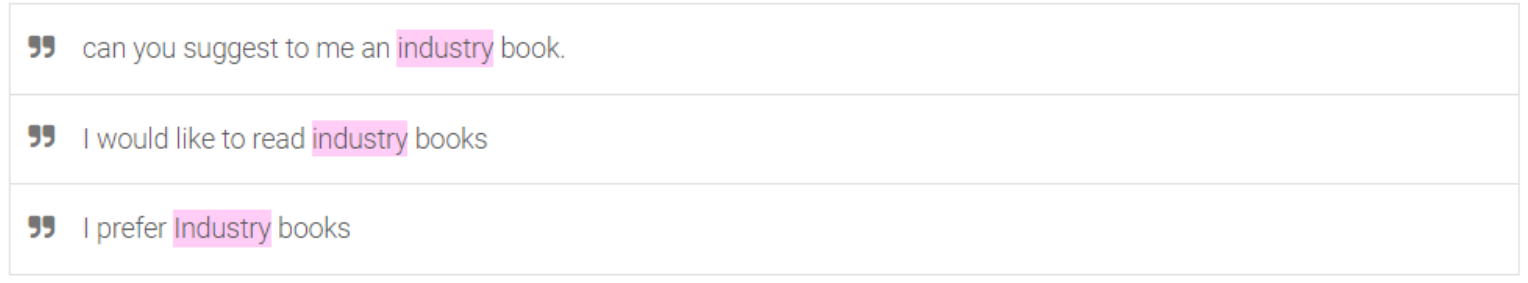 can you suggest to me an industry book.
I would like to read industry books
I prefer Industry books